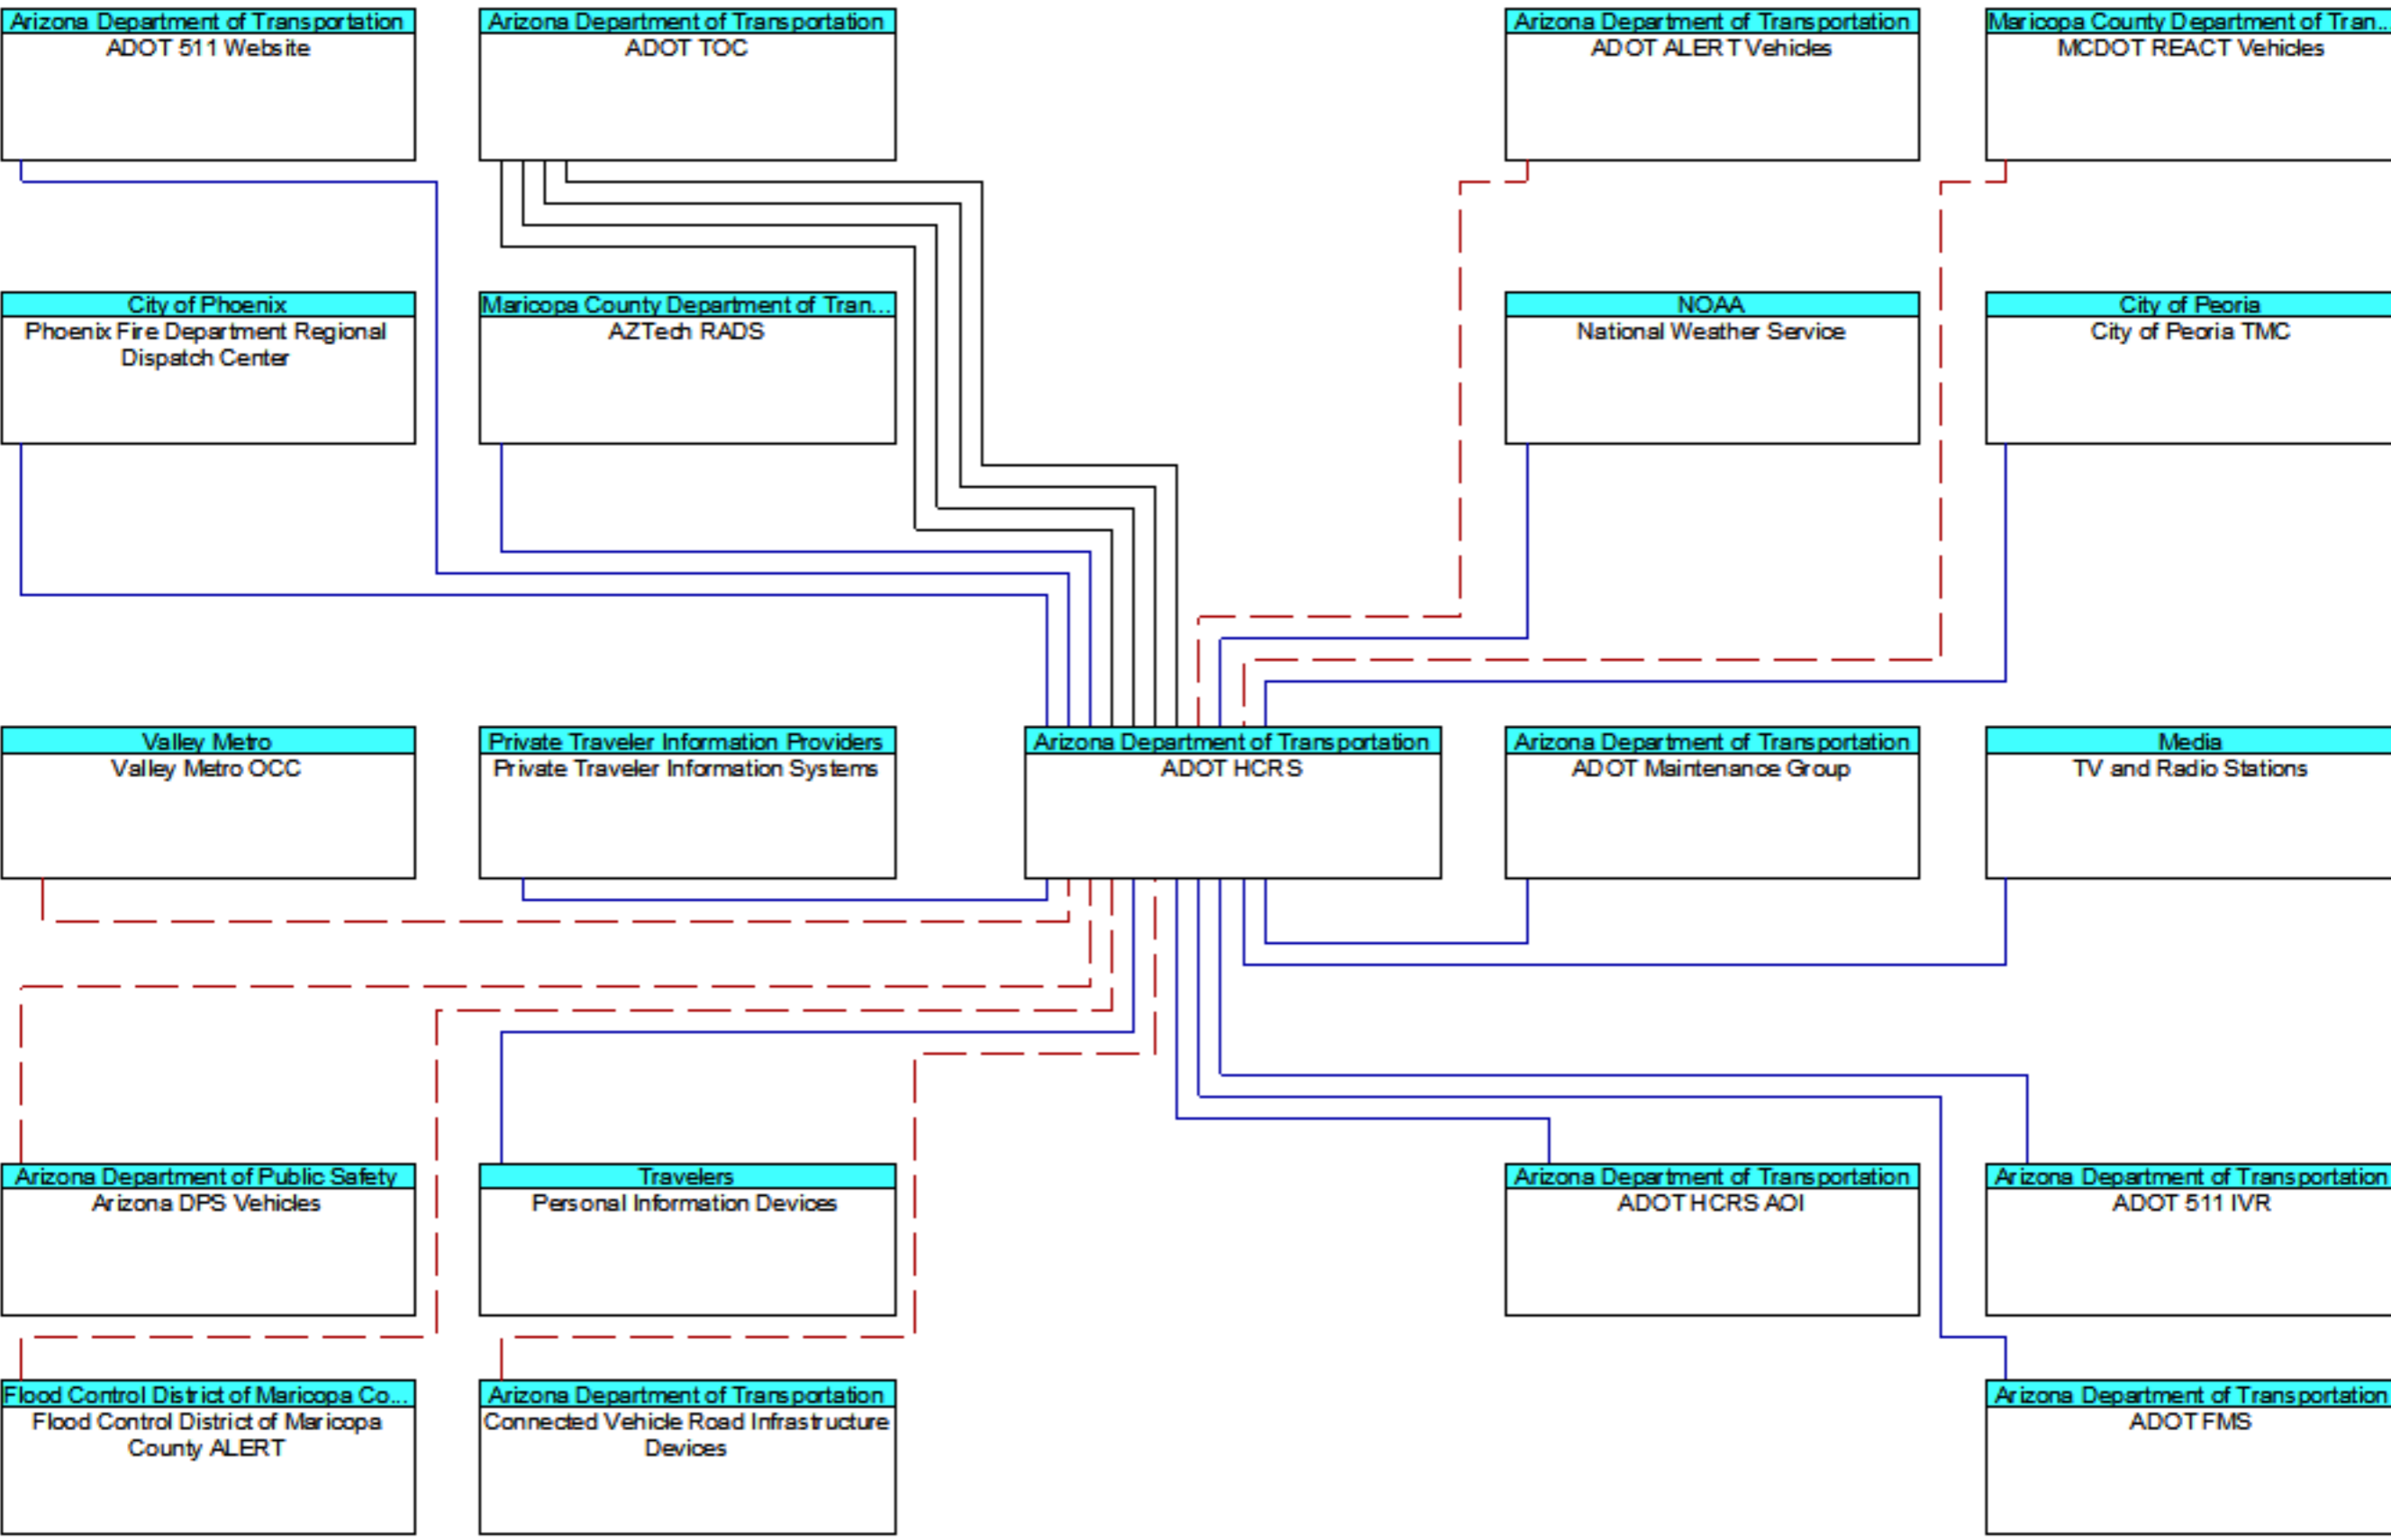 Arizona Department of Transportation
ADOT 511 Website
Arizona Department of Transportation
ADOT TOC
Arizona Department of Transportation
ADOT ALERT Vehicles
Maricopa County Department of Tran...
MCDOT REACT Vehicles
City of Phoenix
Phoenix Fire Department Regional
Dispatch Center
Maricopa County Department of Tran...
AZTech RADS
NOAA
National Weather Service
City of Peoria
City of Peoria TMC
Valley Metro
Valley Metro OCC
Private Traveler Information Providers
Private Traveler Information Systems
Arizona Department of Transportation
ADOT HCRS
Arizona Department of Transportation
ADOT Maintenance Group
Media
TV and Radio Stations
Arizona Department of Public Safety
Arizona DPS Vehicles
Travelers
Personal Information Devices
Arizona Department of Transportation
ADOT HCRS AOI
Arizona Department of Transportation
ADOT 511 IVR
Flood Control District of Maricopa Co...
Flood Control District of Maricopa
County ALERT
Arizona Department of Transportation
Connected Vehicle Road Infrastructure
Devices
Arizona Department of Transportation
ADOT FMS